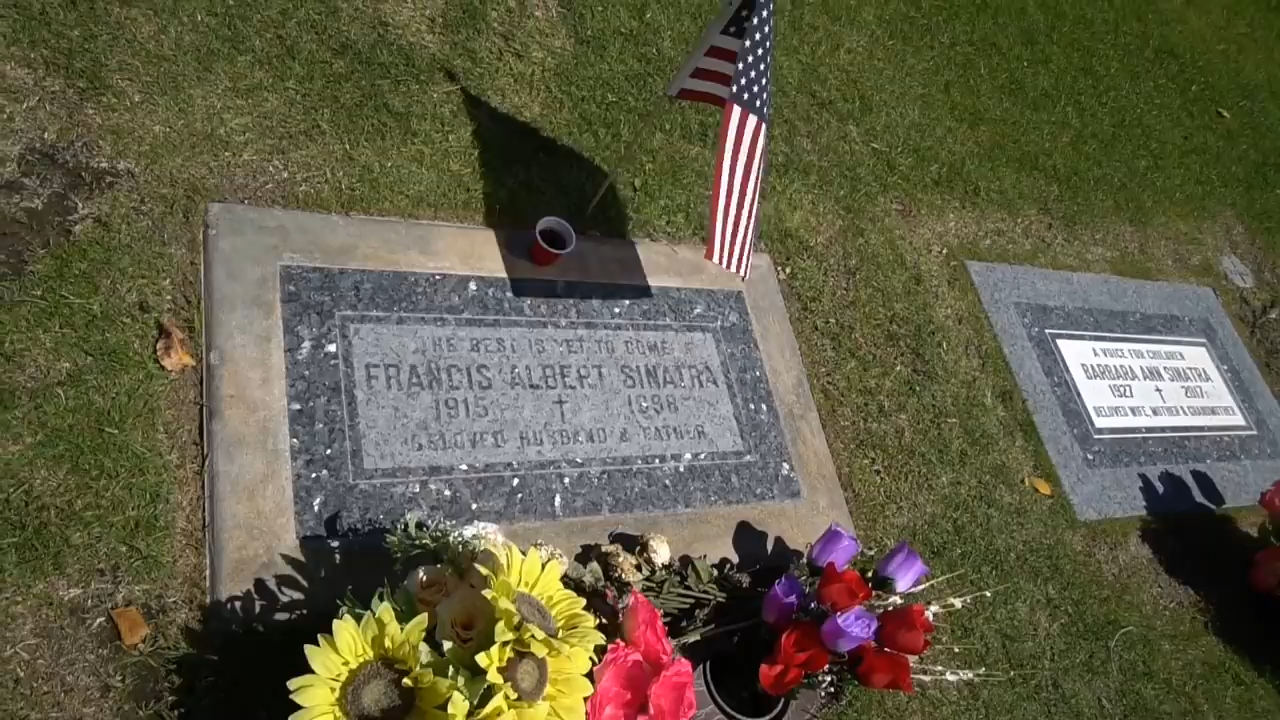 THE BEST IS YET TO COME
FRANCIS ALBERT SINATRA
1915 † 1998
BELOVED HUSBAND & FATHER
A VOICE FOR CHILDREN
BARBARA ANN SINATRA
1927 † 2017
BELOVED WIFE, MOTHER & GRANDMOTHER